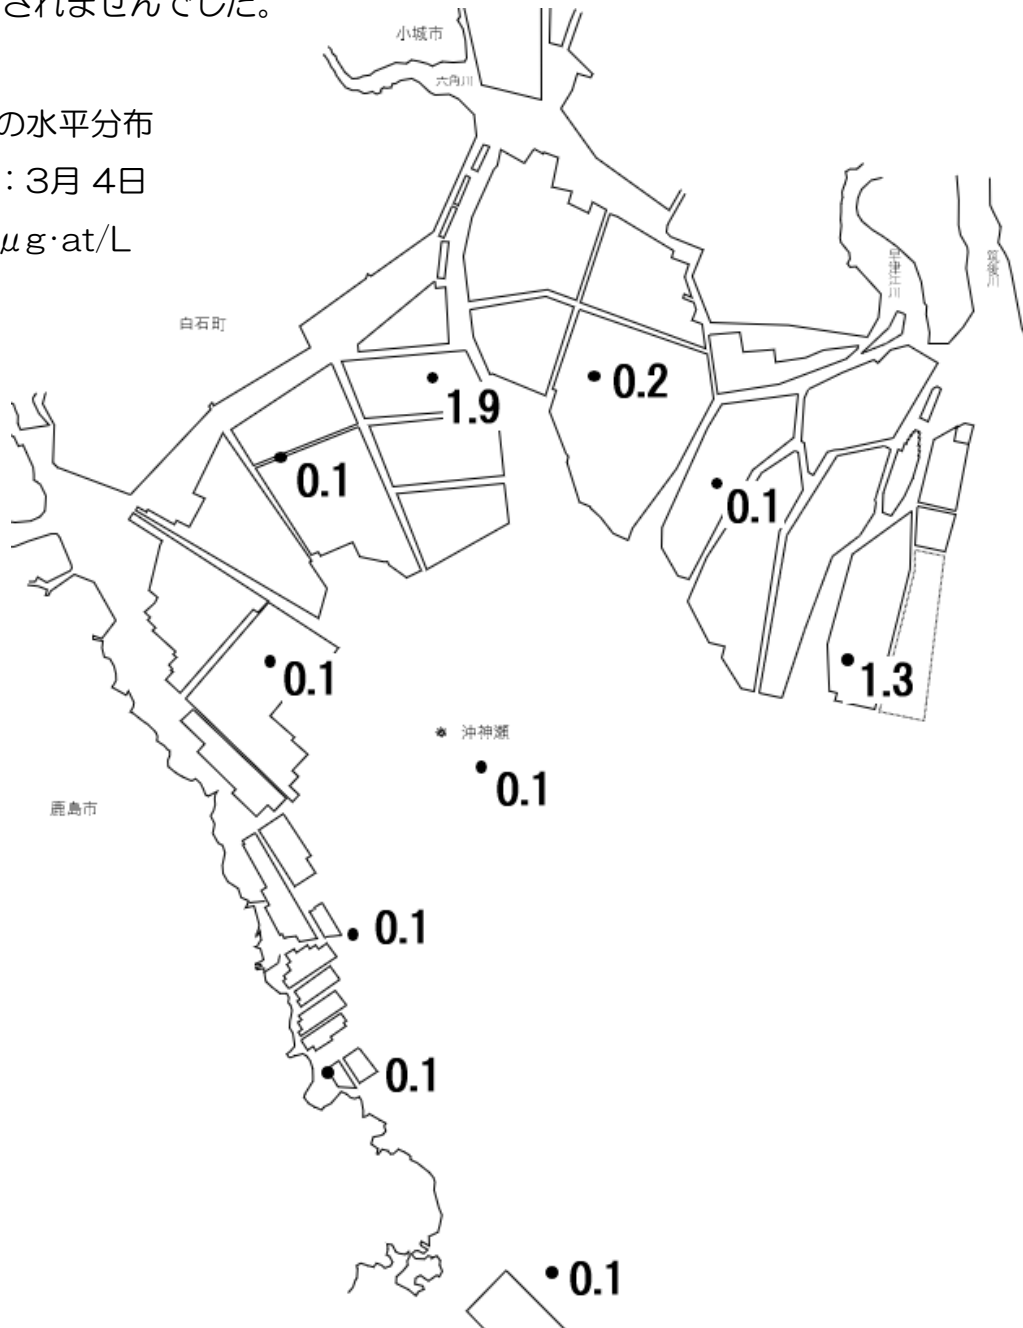 されませんでした。
小城市
六角川
の水平分布
：3月 4日
μg･at/L
早津江川
筑後川
白石町
1.9
0.2
0.1
0.1
0.1
1.3
沖神瀬
0.1
鹿島市
0.1
0.1
0.1